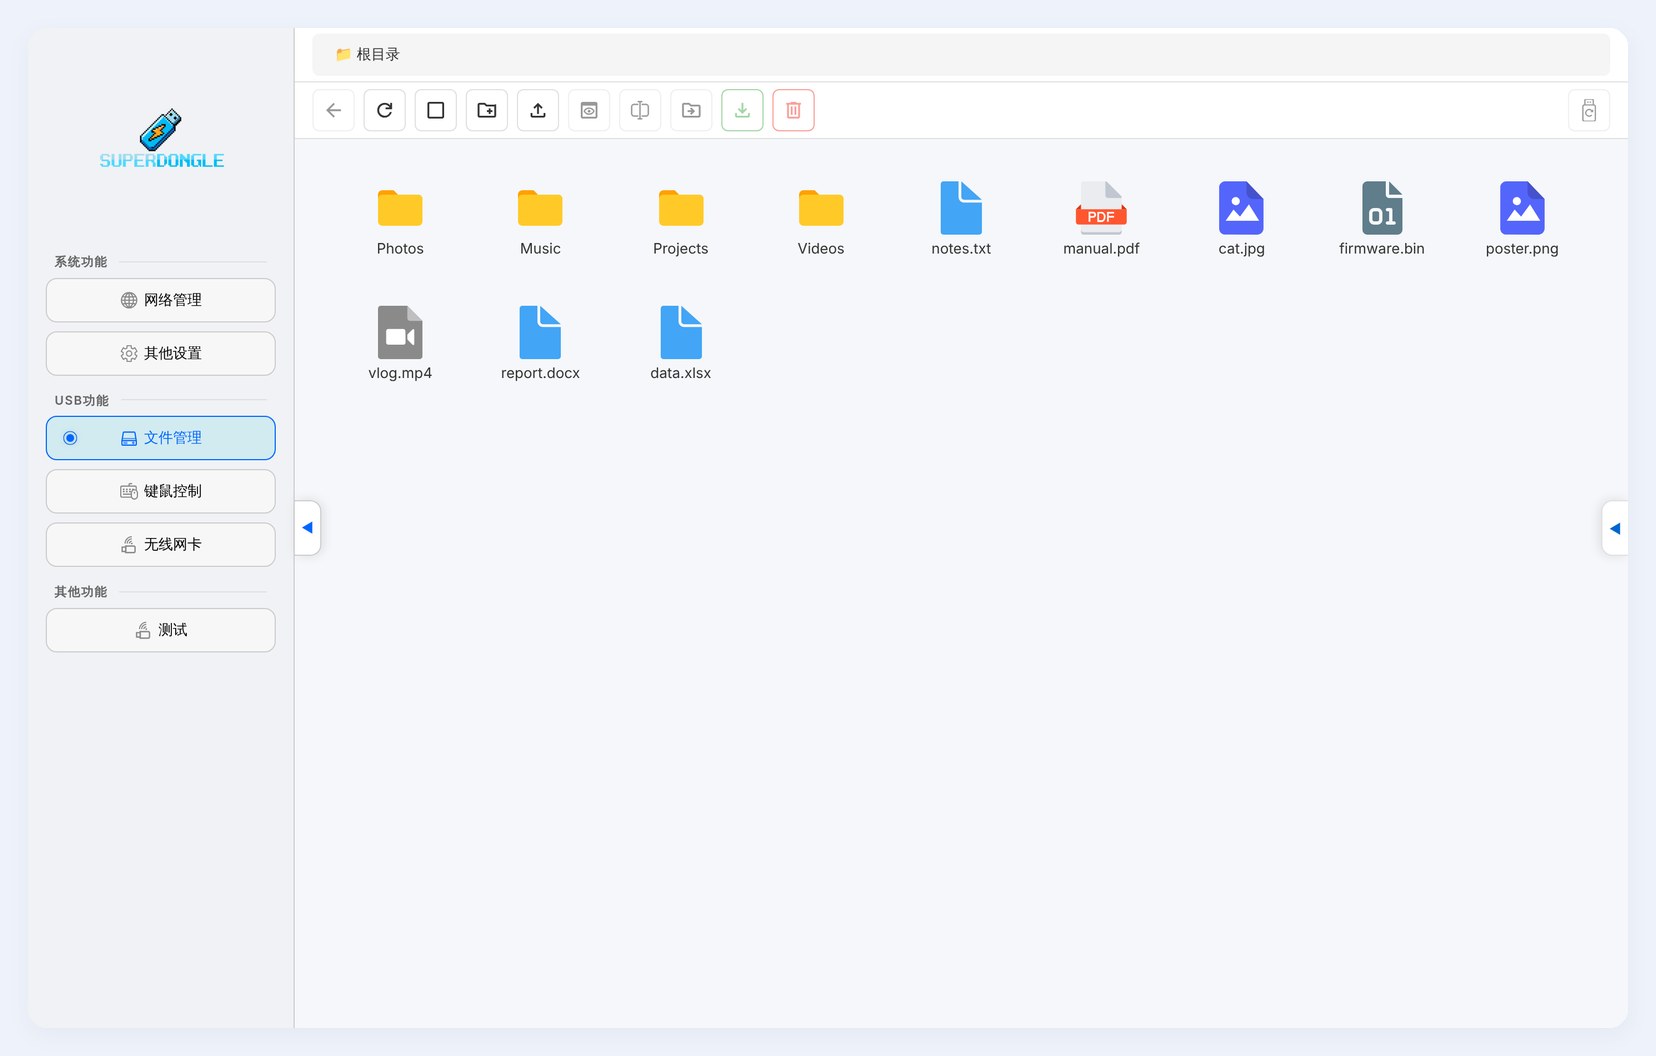 SUPERDONGLE
系统功能
网络管理
其他设置
USB功能
文件管理
键鼠控制
无线网卡
其他功能
测试
根目录
Photos
Music
Projects
Videos
notes.txt
PDF
manual.pdf
cat.jpg
01
firmware.bin
poster.png
vlog.mp4
report.docx
data.xlsx